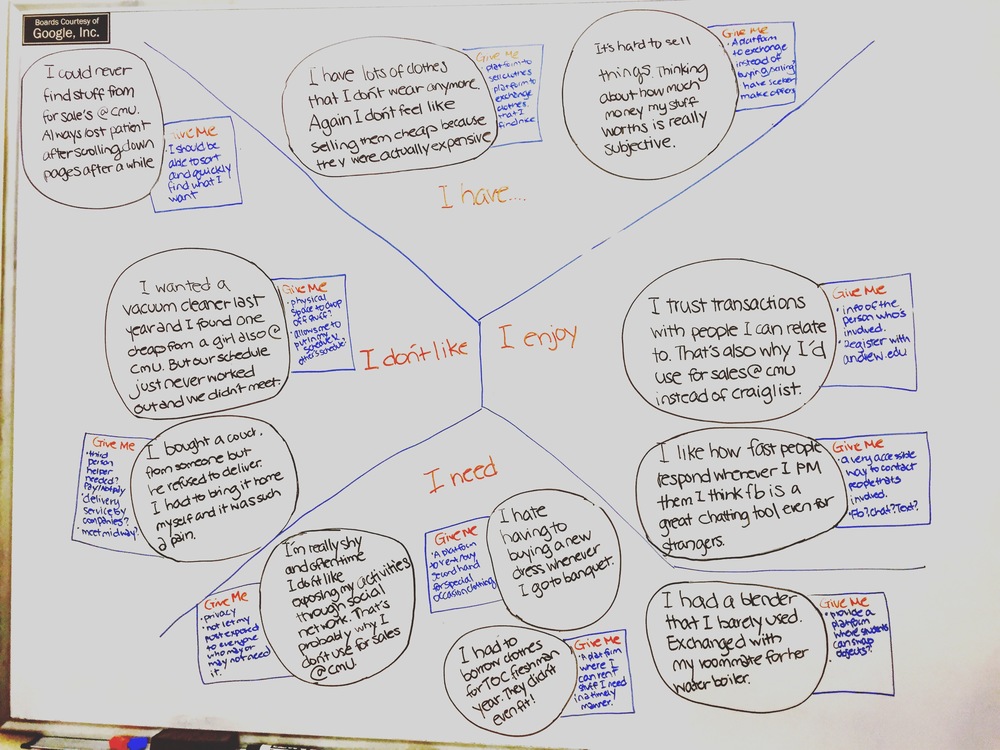 Boards Courtesy of
Google, Inc.
I could never
find stuff from
for sale's @ CMU.
Always lost patient
after scrolling down
pages after a while
Give Me
• I should be
able to sort
and quickly
find what I
want
I have lots of clothes
that I don't wear anymore.
Again I don't feel like
selling them cheap because
they were actually expensive
Give Me
platform to
sell clothes
platform to
exchange
clothes
that I
find nice
It's hard to sell
things. Thinking
about how much
money my stuff
worths is really
subjective.
Give Me
• A platform
to exchange
instead of
buying/selling?
have seekers
make offers
I have....
I wanted a
vacuum cleaner last
year and I found one
cheap from a girl also @
CMU. But our schedule
just never worked
out and we didn't meet.
Give Me
• physical
space to drop
off stuff?
• allows me to
put in my
schedule &
other's schedule?
I don't like
I enjoy
I trust transactions
with people I can relate
to. That's also why I'd
use for sales @ cmu
instead of craiglist.
Give Me
• info of the
person who's
involved.
• Register with
andrew.edu
Give Me
• third
person
helper
needed?
Pay/Not pay
• delivery
service by
companies?
• meet midway?
I bought a couch.
from someone but
he refused to deliver.
I had to bring it home
myself and it was such
a pain.
I need
I like how fast people
respond whenever I PM
them I think fb is a
great chatting tool even for
strangers.
Give Me
• a very accessible
way to contact
people thats
involved.
• Fb? Chat? Text?
Give Me
• privacy
• not let my
post exposed
to everyone
who may or
may not need
it.
I'm really shy
and often time
I don't like
exposing my activities
through social
network. That's
probably why I
don't use for sales
@ CMU.
Give Me
• A platform
to rent/buy
second hand
for special
occasion clothing
I hate
having to
buying a new
dress whenever
I go to banquet.
I had to
borrow clothes
for TOC freshman
year. They didn't
even fit!
Give Me
• A platform
where I
can rent
stuff I need
in a timely
manner.
I had a blender
that I barely used.
Exchanged with
my roommate for her
water boiler.
Give Me
• provide a
platform
where students
can swap
objects?